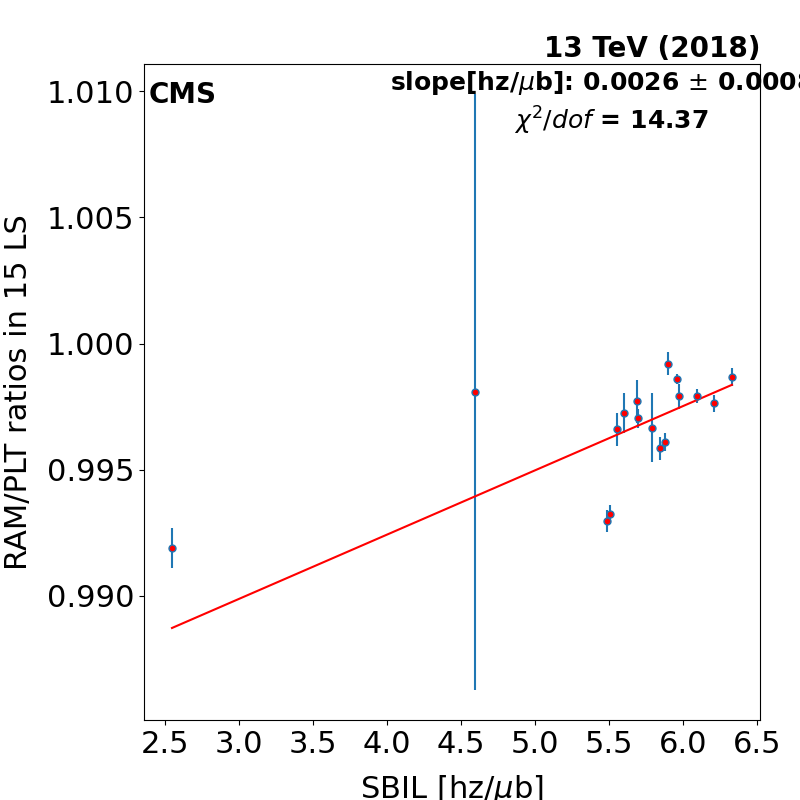 13 TeV (2018)
CMS
slope[hz/μb]: 0.0026 ± 0.0008
χ²/dof = 14.37
1.010
1.005
1.000
0.995
0.990
RAM/PLT ratios in 15 LS
2.5 3.0 3.5 4.0 4.5 5.0 5.5 6.0 6.5
SBIL [hz/μb]